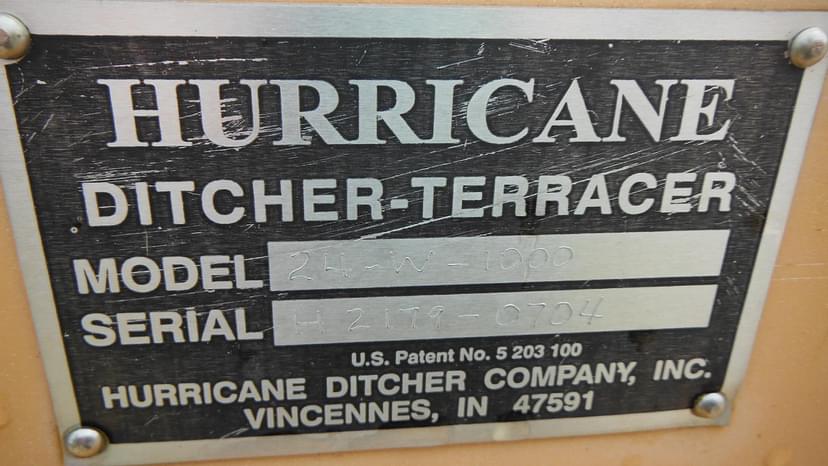 HURRICANE
DITCHER-TERRACER
MODEL 24-W-1000
SERIAL H2179-0704
U.S. Patent No. 5 203 100
HURRICANE DITCHER COMPANY, INC.
VINCENNES, IN 47591